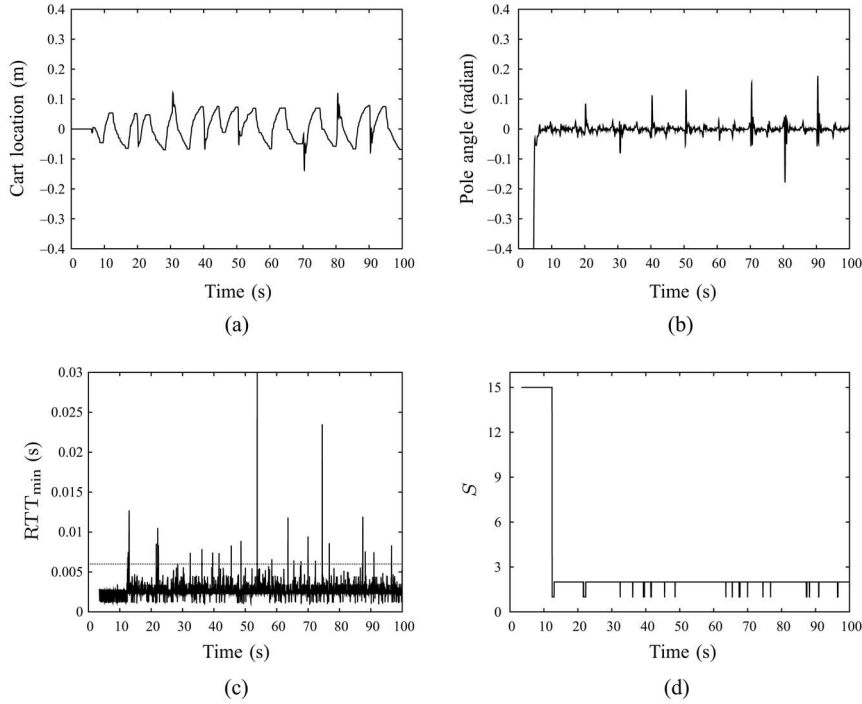 0.4
0.3
0.2
0.1
0
–0.1
–0.2
–0.3
–0.4
Cart location (m)
0 10 20 30 40 50 60 70 80 90 100
Time (s)
(a)
0.4
0.3
0.2
0.1
0
–0.1
–0.2
–0.3
–0.4
Pole angle (radian)
0 10 20 30 40 50 60 70 80 90 100
Time (s)
(b)
0.03
0.025
0.02
0.015
0.01
0.005
0
RTTmin (s)
0 10 20 30 40 50 60 70 80 90 100
Time (s)
(c)
15
12
9
6
3
0
S
0 10 20 30 40 50 60 70 80 90 100
Time (s)
(d)